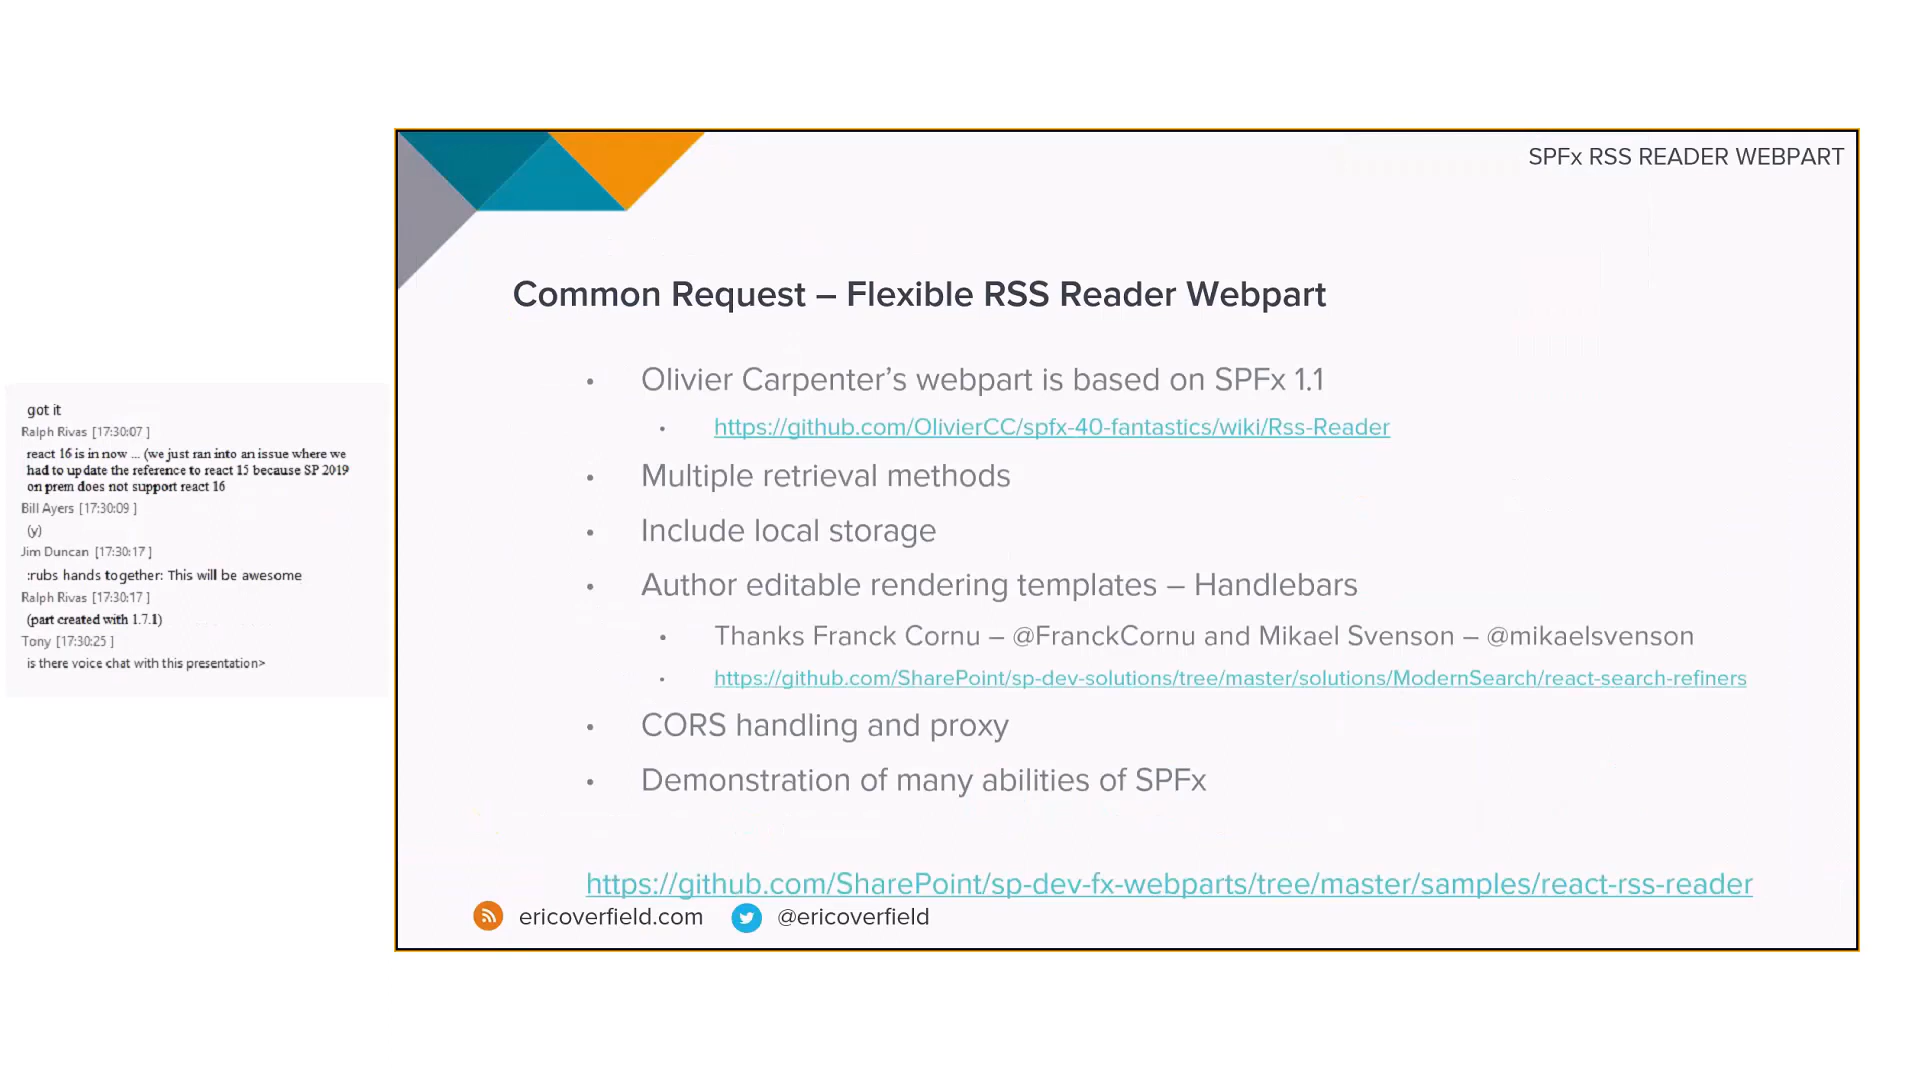 got it
Ralph Rivas [17:30:07 ]
react 16 is in now ... (we just ran into an issue where we
had to update the reference to react 15 because SP 2019
on prem does not support react 16
Bill Ayers [17:30:09 ]
(y)
Jim Duncan [17:30:17 ]
:rubs hands together: This will be awesome
Ralph Rivas [17:30:17 ]
(part created with 1.7.1)
Tony [17:30:25 ]
is there voice chat with this presentation>
SPFx RSS READER WEBPART
Common Request – Flexible RSS Reader Webpart
• Olivier Carpenter’s webpart is based on SPFx 1.1
• https://github.com/OlivierCC/spfx-40-fantastics/wiki/Rss-Reader
• Multiple retrieval methods
• Include local storage
• Author editable rendering templates – Handlebars
• Thanks Franck Cornu – @FranckCornu and Mikael Svenson – @mikaelsvenson
• https://github.com/SharePoint/sp-dev-solutions/tree/master/solutions/ModernSearch/react-search-refiners
• CORS handling and proxy
• Demonstration of many abilities of SPFx
https://github.com/SharePoint/sp-dev-fx-webparts/tree/master/samples/react-rss-reader
ericoverfield.com @ericoverfield